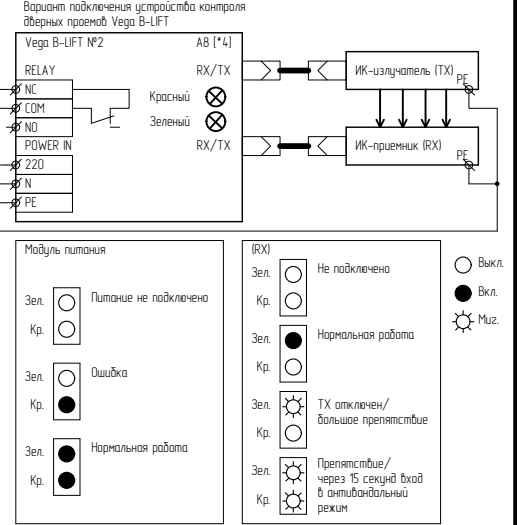 Вариант подключения устройства контроля
дверных проемов Vega B-LIFT
Vega B-LIFT №2
A8 [*4]
RELAY
RX/TX
NC
COM
NO
Красный
Зеленый
POWER IN
RX/TX
220
N
PE
ИК-излучатель (TX)
PE
ИК-приемник (RX)
PE
Модуль питания
Зел.
Питание не подключено
Кр.
Зел.
Ошибка
Кр.
Зел.
Нормальная работа
Кр.
(RX)
Зел.
Не подключено
Кр.
Зел.
Нормальная работа
Кр.
Зел.
TX отключен/
большое препятствие
Кр.
Зел.
Препятствие/
через 15 секунд вход
в антивандальный
режим
Кр.
Выкл.
Вкл.
Миг.